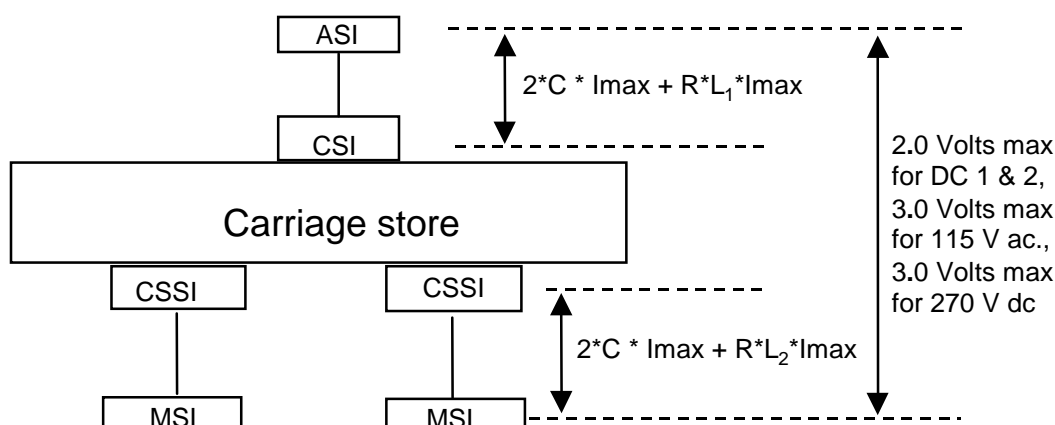 ASI
2*C * Imax + R*L₁*Imax
CSI
2.0 Volts max
for DC 1 & 2,
3.0 Volts max
for 115 V ac.,
3.0 Volts max
for 270 V dc
Carriage store
CSSI
CSSI
2*C * Imax + R*L₂*Imax
MSI
MSI